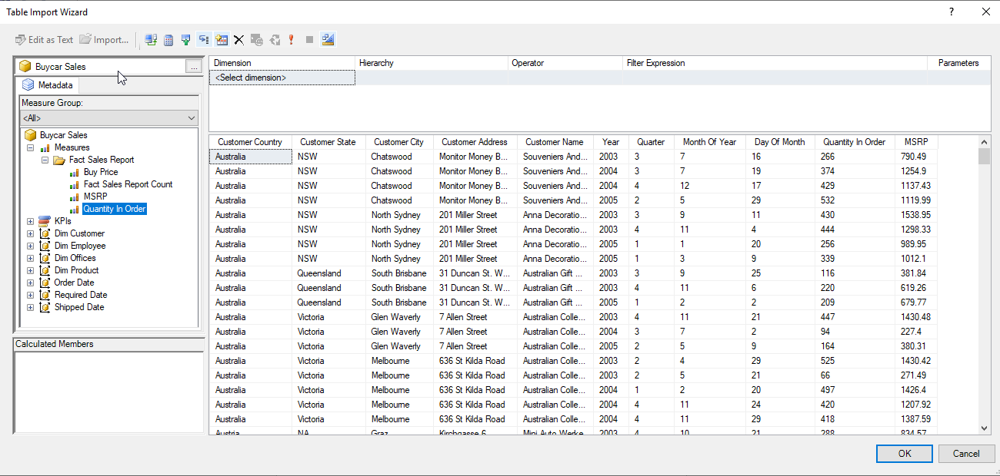 Table Import Wizard ?
Edit as Text Import...
Buycar Sales ...
Metadata
Measure Group:
<All>
Buycar Sales
Measures
Fact Sales Report
Buy Price
Fact Sales Report Count
MSRP
Quantity In Order
KPIs
Dim Customer
Dim Employee
Dim Offices
Dim Product
Order Date
Required Date
Shipped Date
Calculated Members
Dimension Hierarchy Operator Filter Expression Parameters
<Select dimension>
Customer Country Customer State Customer City Customer Address Customer Name Year Quarter Month Of Year Day Of Month Quantity In Order MSRP
Australia NSW Chatswood Monitor Money B... Souveniers And... 2003 3 7 16 266 790.49
Australia NSW Chatswood Monitor Money B... Souveniers And... 2004 3 7 19 374 1254.9
Australia NSW Chatswood Monitor Money B... Souveniers And... 2004 4 12 17 429 1137.43
Australia NSW Chatswood Monitor Money B... Souveniers And... 2005 2 5 29 532 1119.99
Australia NSW North Sydney 201 Miller Street Anna Decoratio... 2003 3 9 11 430 1538.95
Australia NSW North Sydney 201 Miller Street Anna Decoratio... 2003 4 11 4 444 1298.33
Australia NSW North Sydney 201 Miller Street Anna Decoratio... 2005 1 1 20 256 989.95
Australia NSW North Sydney 201 Miller Street Anna Decoratio... 2005 1 3 9 339 1012.1
Australia Queensland South Brisbane 31 Duncan St. W... Australian Gift ... 2003 3 9 25 116 381.84
Australia Queensland South Brisbane 31 Duncan St. W... Australian Gift ... 2003 4 11 6 220 619.26
Australia Queensland South Brisbane 31 Duncan St. W... Australian Gift ... 2005 1 2 2 209 679.77
Australia Victoria Glen Waverly 7 Allen Street Australian Colle... 2003 4 11 21 447 1430.48
Australia Victoria Glen Waverly 7 Allen Street Australian Colle... 2004 3 7 2 94 227.4
Australia Victoria Glen Waverly 7 Allen Street Australian Colle... 2005 2 5 9 164 380.31
Australia Victoria Melbourne 636 St Kilda Road Australian Colle... 2003 2 4 29 525 1430.42
Australia Victoria Melbourne 636 St Kilda Road Australian Colle... 2003 2 5 21 66 271.49
Australia Victoria Melbourne 636 St Kilda Road Australian Colle... 2004 1 2 20 497 1426.4
Australia Victoria Melbourne 636 St Kilda Road Australian Colle... 2004 4 11 24 420 1207.92
Australia Victoria Melbourne 636 St Kilda Road Australian Colle... 2004 4 11 29 418 1387.59
Austria NA Graz Kirchgasse 6 Mini Auto Werke 2003 4 10 21 288 834.57
OK Cancel